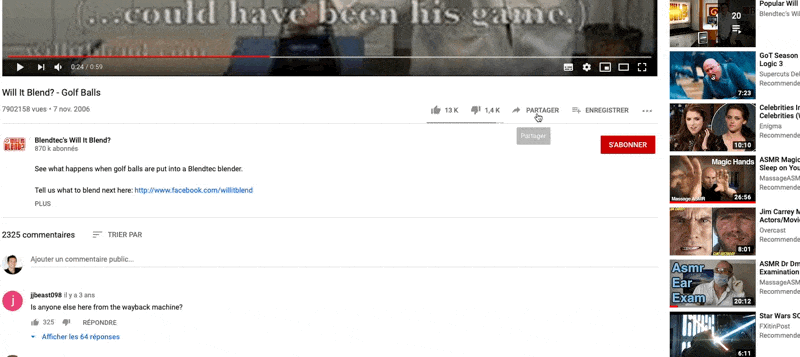 (...could have been his game.)
0:24 / 0:59
Will It Blend? - Golf Balls
7902158 vues • 7 nov. 2006
13 K
1,4 K
PARTAGER
ENREGISTRER
Partager
WILL IT BLEND?
Blendtec's Will It Blend?
870 k abonnés
S'ABONNER
See what happens when golf balls are put into a Blendtec blender.
Tell us what to blend next here: http://www.facebook.com/willitblend
PLUS
2325 commentaires
TRIER PAR
Ajouter un commentaire public...
j
jjbeast098 il y a 3 ans
Is anyone else here from the wayback machine?
325
RÉPONDRE
Afficher les 64 réponses
20
Popular Will
Blendtec's Wi
7:23
GoT Season
Logic 3
Supercuts Del
10:10
Celebrities In
Celebrities (W
Enigma
Recommende
Magic Hands
Massage ASMR
26:56
ASMR Magic
Sleep on You
MassageASM
Recommende
8:01
Jim Carrey M
Actors/Movie
Overcast
Recommende
Asmr
Ear
Exam
20:12
ASMR Dr Dm
Examination
Recommende
6:11
Star Wars SC
FXitinPost
Recommende